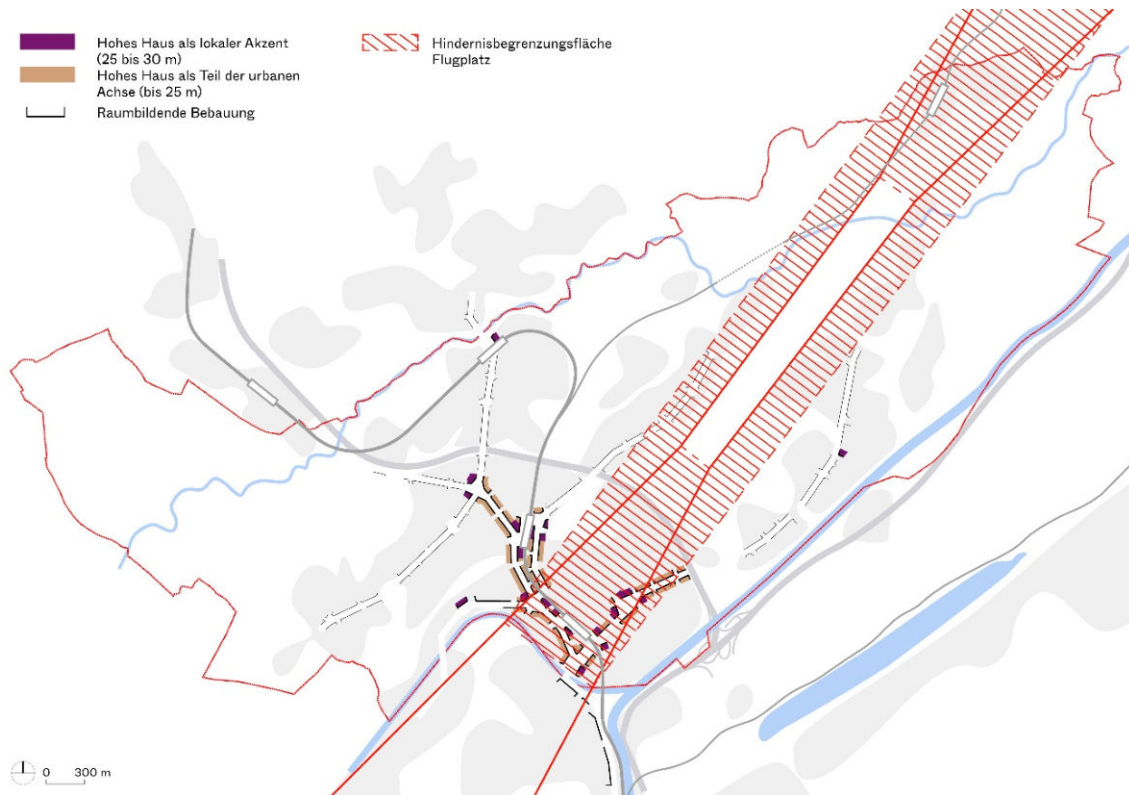 Hohes Haus als lokaler Akzent
(25 bis 30 m)
Hohes Haus als Teil der urbanen
Achse (bis 25 m)
Raumbildende Bebauung
Hindernisbegrenzungsfläche
Flugplatz
0 300 m